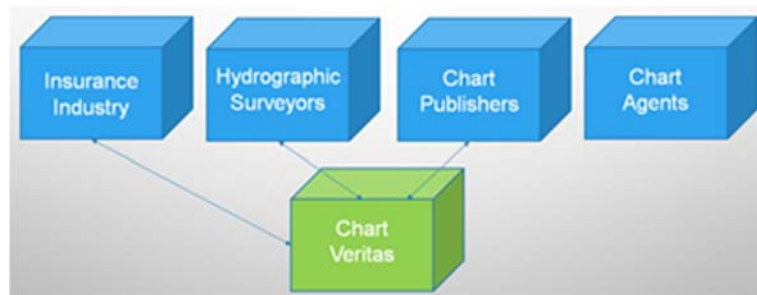 Insurance
Industry
Hydrographic
Surveyors
Chart
Publishers
Chart
Agents
Chart
Veritas